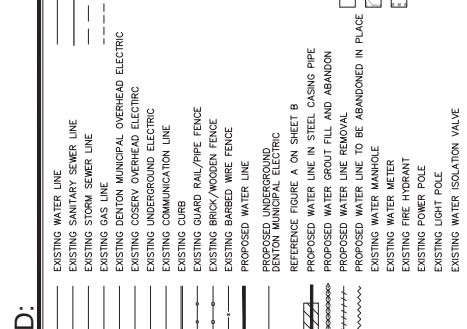 D:
EXISTING WATER LINE
EXISTING SANITARY SEWER LINE
EXISTING STORM SEWER LINE
EXISTING GAS LINE
EXISTING DENTON MUNICIPAL OVERHEAD ELECTRIC
EXISTING COSERV OVERHEAD ELECTIRC
EXISTING UNDERGROUND ELECTRIC
EXISTING COMMUNICATION LINE
EXISTING CURB
EXISTING GUARD RAIL/PIPE FENCE
EXISTING BRICK/WOODEN FENCE
EXISTING BARBED WIRE FENCE
PROPOSED WATER LINE
PROPOSED UNDERGROUND
DENTON MUNICIPAL ELECTRIC
REFERENCE FIGURE A ON SHEET B
PROPOSED WATER LINE IN STEEL CASING PIPE
PROPOSED WATER GROUT FILL AND ABANDON
PROPOSED WATER LINE REMOVAL
PROPOSED WATER LINE TO BE ABANDONED IN PLACE
EXISTING WATER MANHOLE
EXISTING WATER METER
EXISTING FIRE HYDRANT
EXISTING POWER POLE
EXISTING LIGHT POLE
EXISTING WATER ISOLATION VALVE